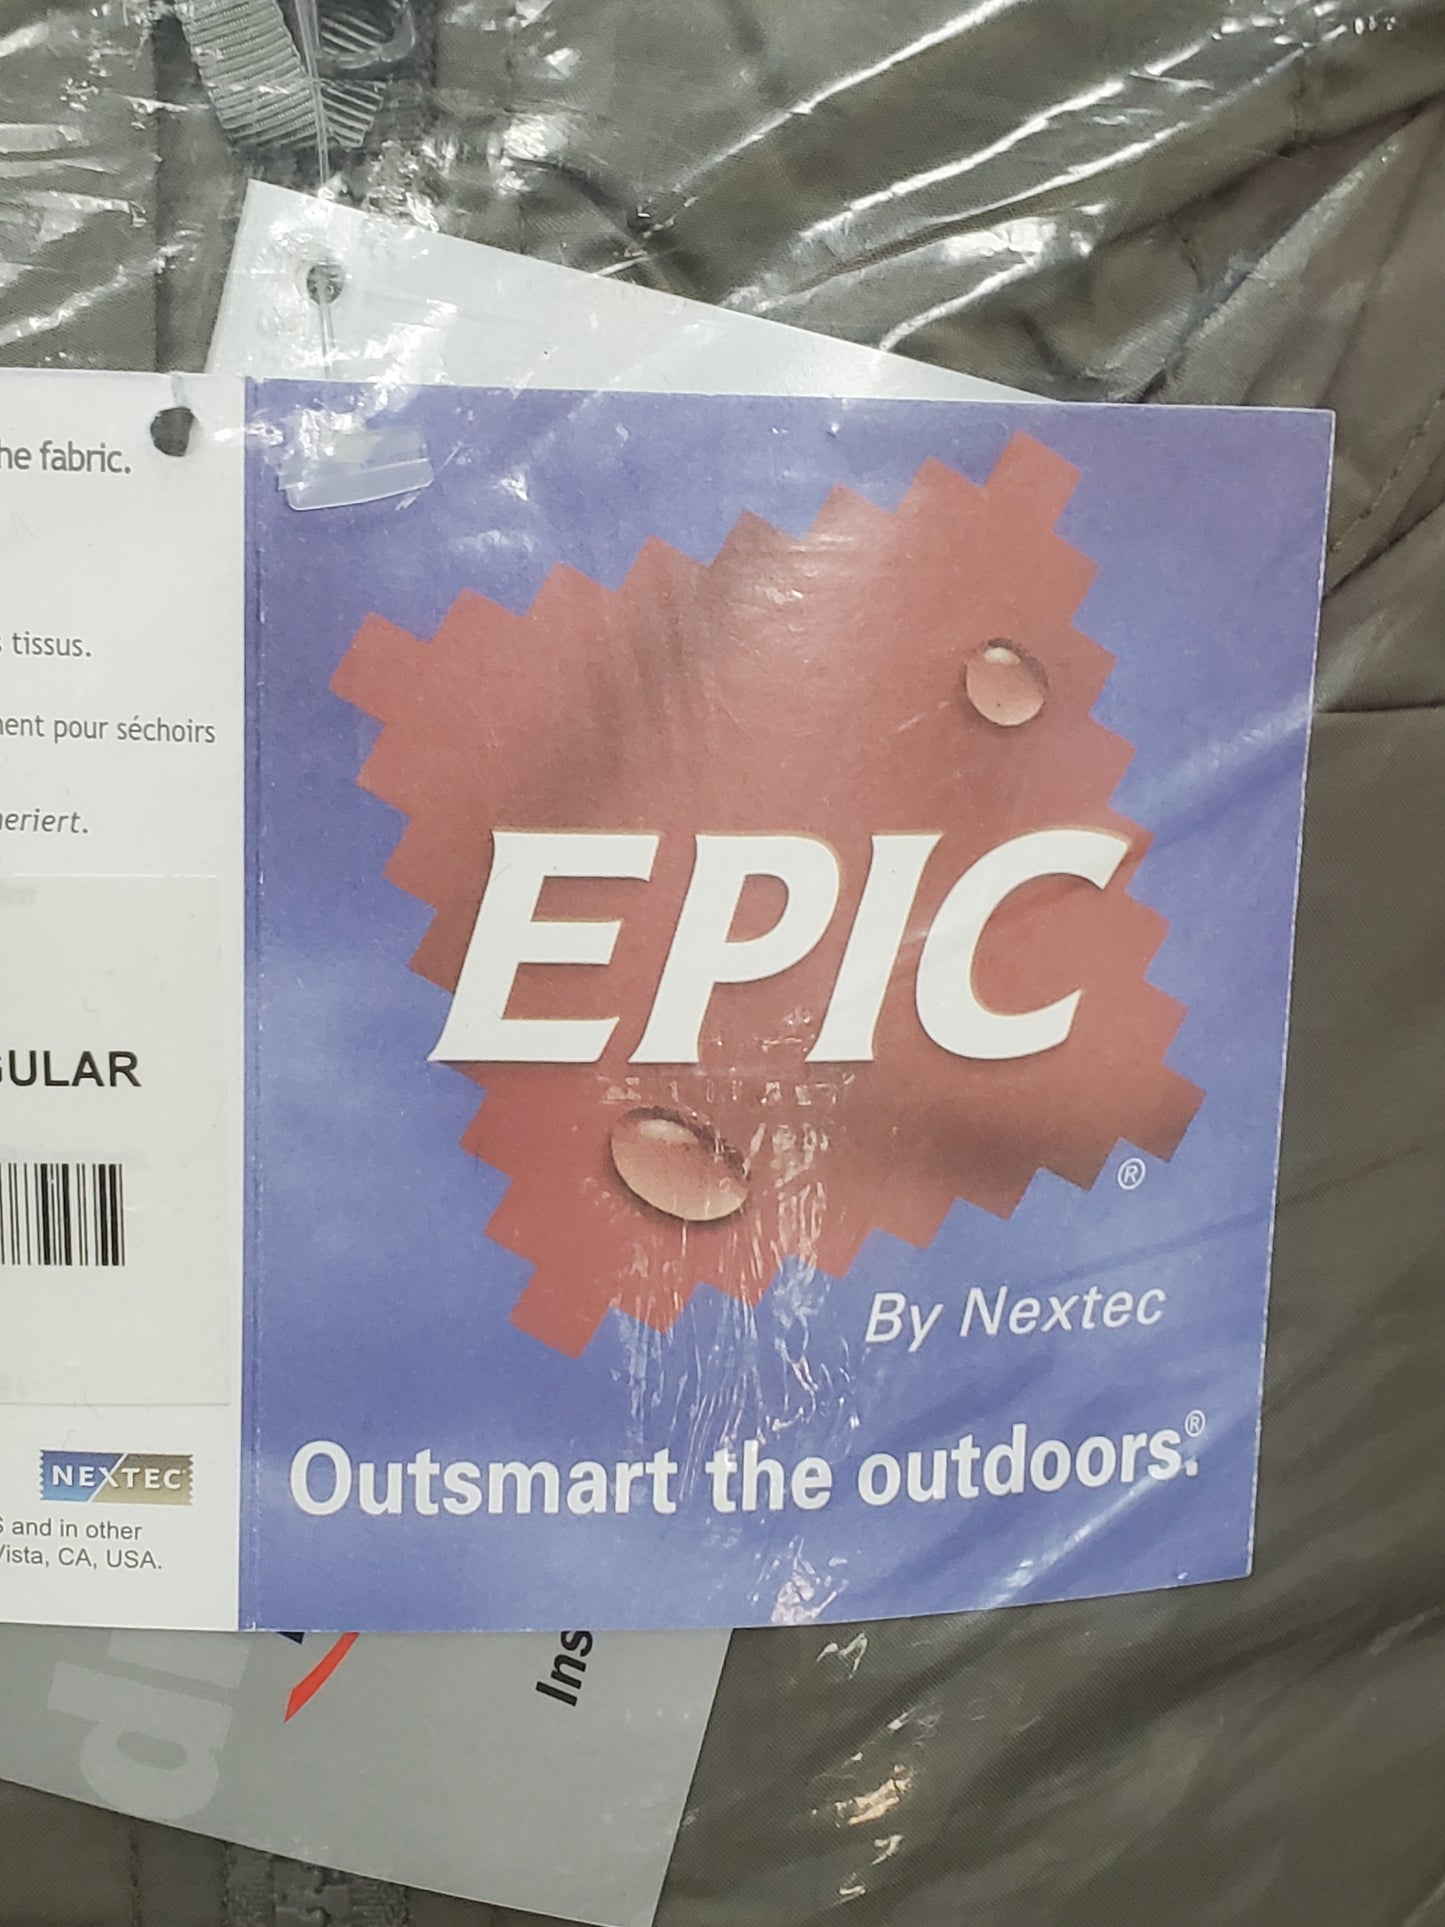 he fabric.
tissus.
ent pour séchoirs
eriert.
GULAR
NEXTEC
and in other
Vista, CA, USA.
EPIC
®
By Nextec
Outsmart the outdoors.®
Ins